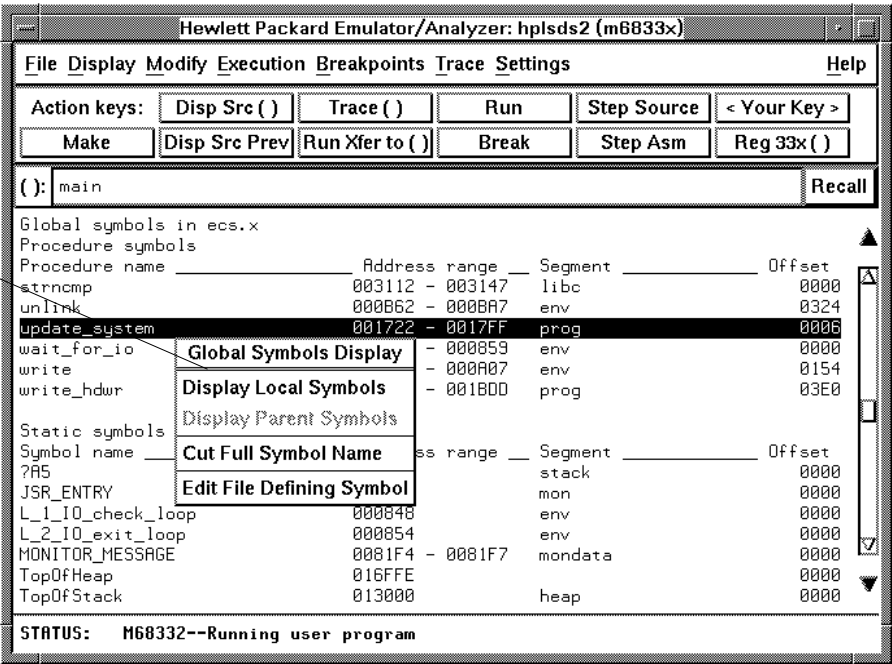 Hewlett Packard Emulator/Analyzer: hplsds2 (m6833x)
File Display Modify Execution Breakpoints Trace Settings Help
Action keys: Disp Src ( ) Trace ( ) Run Step Source < Your Key >
Make Disp Src Prev Run Xfer to ( ) Break Step Asm Reg 33x ( )
( ): main Recall
Global symbols in ecs.x
Procedure symbols
Procedure name ________________ Address range __ Segment ______________ Offset
strncmp 003112 - 003147 libc 0000
unlink 000B62 - 000BA7 env 0324
update_system 001722 - 0017FF prog 0006
wait_for_io - 000859 env 0000
write - 000A07 env 0154
write_hdwr - 001BDD prog 03E0
Global Symbols Display
Display Local Symbols
Display Parent Symbols
Cut Full Symbol Name
Edit File Defining Symbol
Static symbols
Symbol name ___ ss range __ Segment ______________ Offset
?A5 stack 0000
JSR_ENTRY mon 0000
L_1_IO_check_loop 000848 env 0000
L_2_IO_exit_loop 000854 env 0000
MONITOR_MESSAGE 0081F4 - 0081F7 mondata 0000
TopOfHeap 016FFE 0000
TopOfStack 013000 heap 0000
STATUS: M68332--Running user program